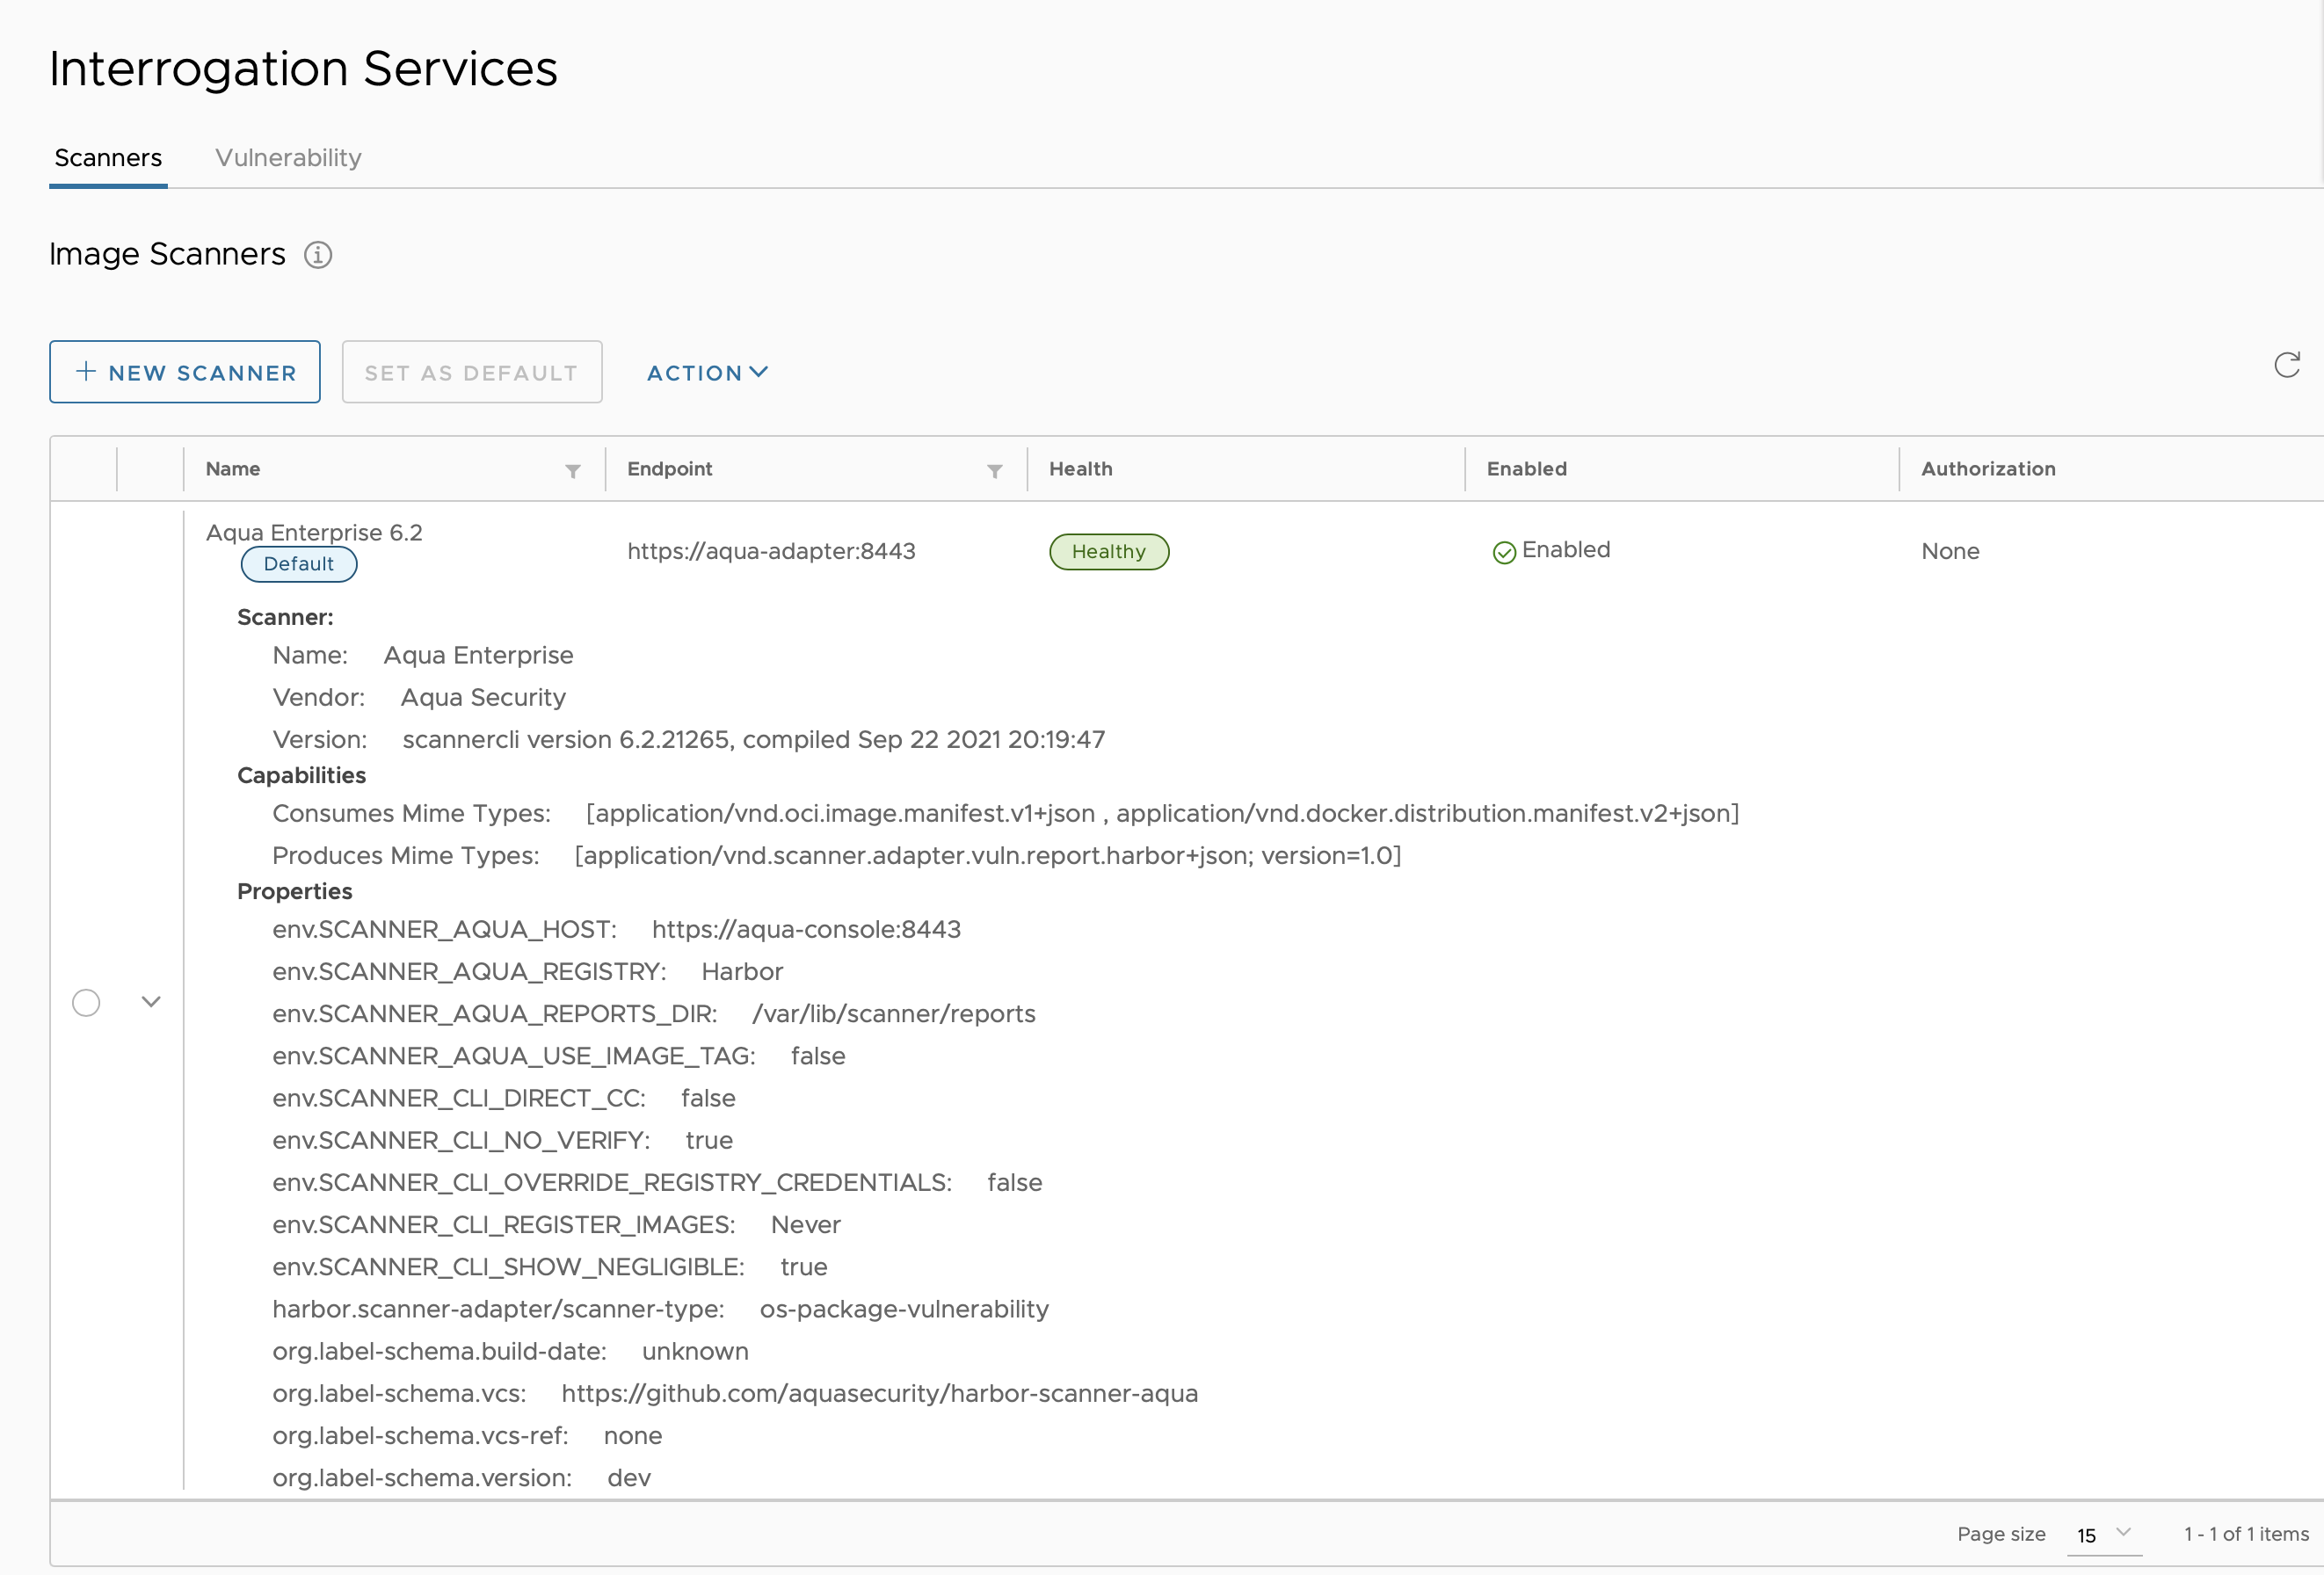 Interrogation Services
Scanners Vulnerability
Image Scanners
NEW SCANNER SET AS DEFAULT ACTION
Name Endpoint Health Enabled Authorization
Aqua Enterprise 6.2
Default https://aqua-adapter:8443 Healthy Enabled None
Scanner:
Name: Aqua Enterprise
Vendor: Aqua Security
Version: scannercli version 6.2.21265, compiled Sep 22 2021 20:19:47
Capabilities
Consumes Mime Types: [application/vnd.oci.image.manifest.v1+json , application/vnd.docker.distribution.manifest.v2+json]
Produces Mime Types: [application/vnd.scanner.adapter.vuln.report.harbor+json; version=1.0]
Properties
env.SCANNER_AQUA_HOST: https://aqua-console:8443
env.SCANNER_AQUA_REGISTRY: Harbor
env.SCANNER_AQUA_REPORTS_DIR: /var/lib/scanner/reports
env.SCANNER_AQUA_USE_IMAGE_TAG: false
env.SCANNER_CLI_DIRECT_CC: false
env.SCANNER_CLI_NO_VERIFY: true
env.SCANNER_CLI_OVERRIDE_REGISTRY_CREDENTIALS: false
env.SCANNER_CLI_REGISTER_IMAGES: Never
env.SCANNER_CLI_SHOW_NEGLIGIBLE: true
harbor.scanner-adapter/scanner-type: os-package-vulnerability
org.label-schema.build-date: unknown
org.label-schema.vcs: https://github.com/aquasecurity/harbor-scanner-aqua
org.label-schema.vcs-ref: none
org.label-schema.version: dev
Page size 15 1 - 1 of 1 items